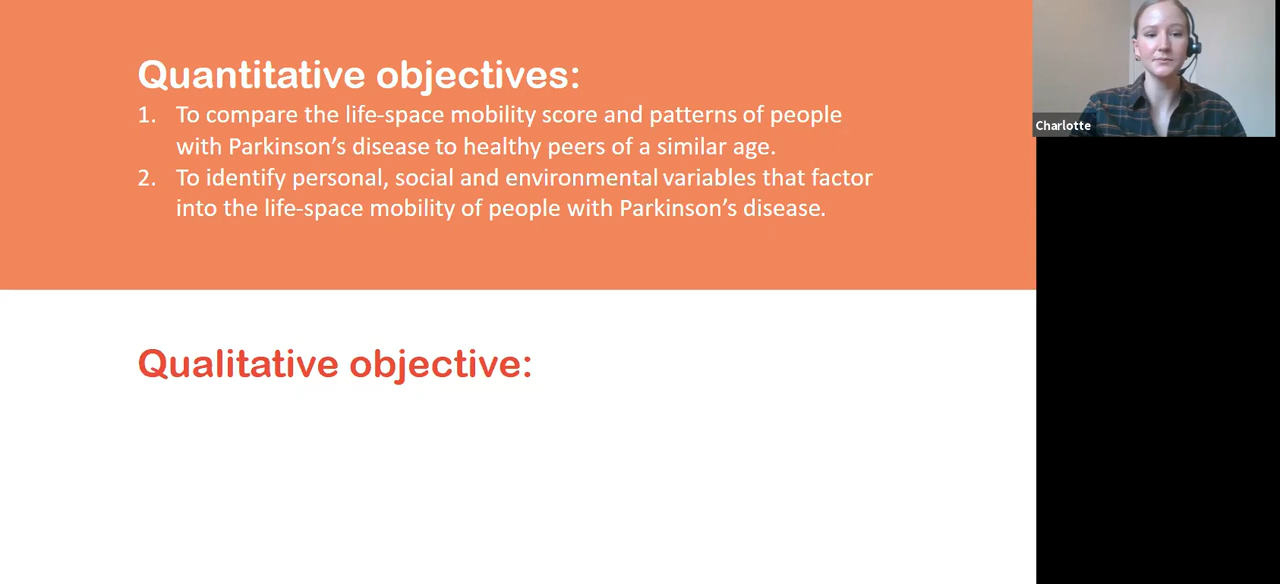 Quantitative objectives:
1. To compare the life-space mobility score and patterns of people
with Parkinson’s disease to healthy peers of a similar age.
2. To identify personal, social and environmental variables that factor
into the life-space mobility of people with Parkinson’s disease.
Qualitative objective:
Charlotte